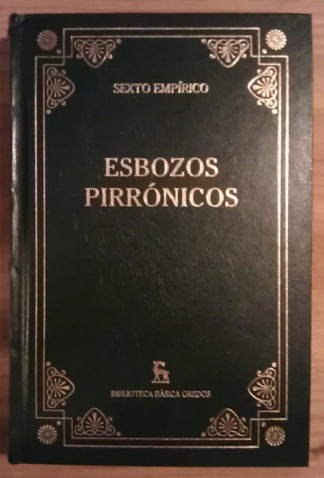 SEXTO EMPÍRICO
ESBOZOS
PIRRÓNICOS
BIBLIOTECA BÁSICA GREDOS